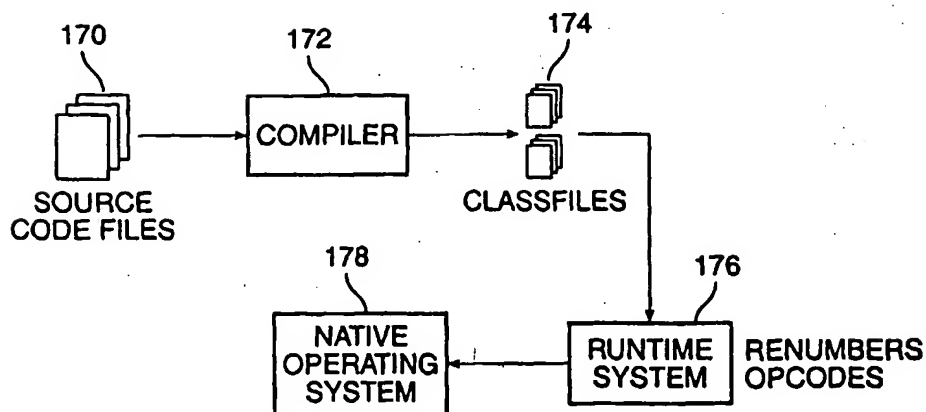 170
172
174
COMPILER
SOURCE
CODE FILES
CLASSFILES
178
176
NATIVE
OPERATING
SYSTEM
RUNTIME
SYSTEM
RENUMBERS
OPCODES